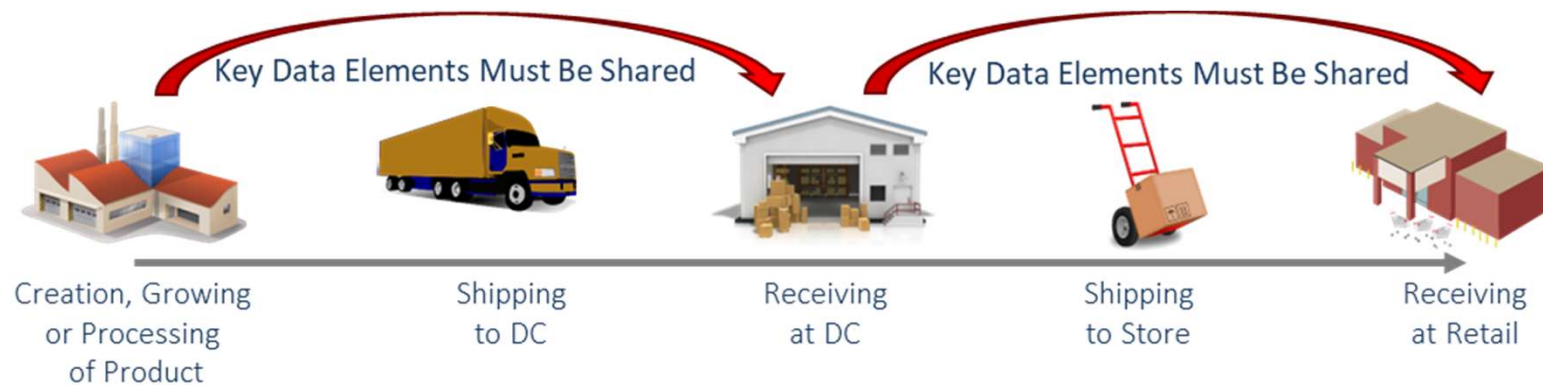 Key Data Elements Must Be Shared
Key Data Elements Must Be Shared
Creation, Growing
or Processing
of Product
Shipping
to DC
Receiving
at DC
Shipping
to Store
Receiving
at Retail